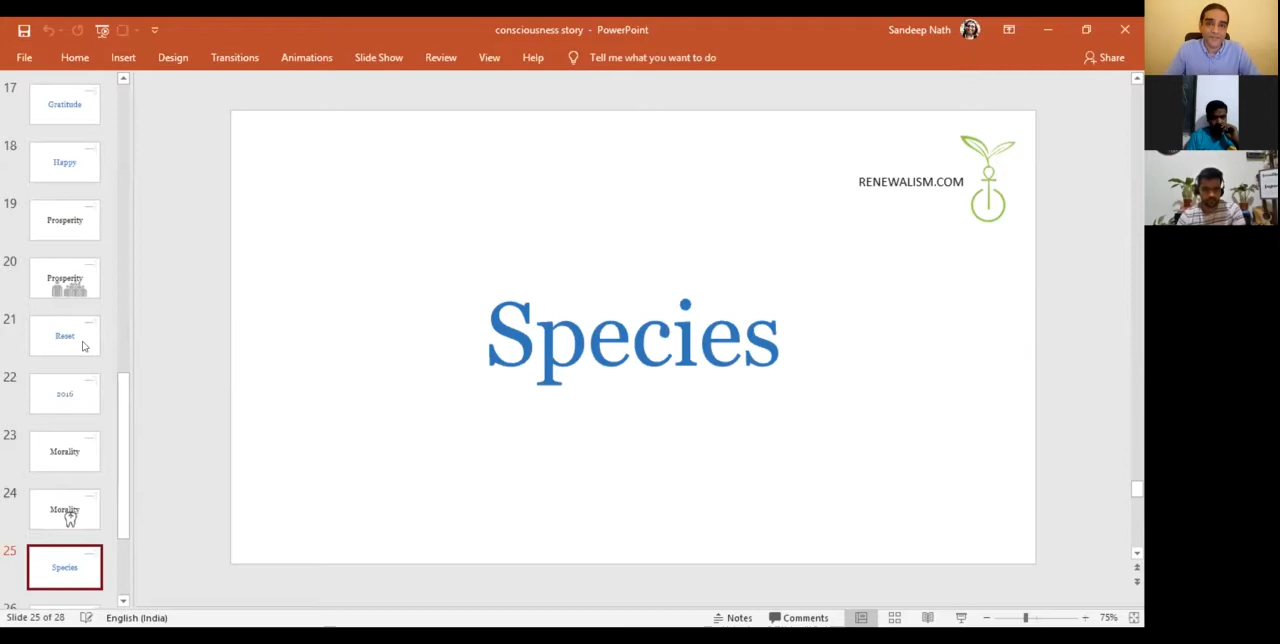 consciousness story - PowerPoint
Sandeep Nath
File Home Insert Design Transitions Animations Slide Show Review View Help Tell me what you want to do Share
17 Gratitude
18 Happy
19 Prosperity
20 Prosperity
21 Reset
22 2016
23 Morality
24 Morality
25 Species
RENEWALISM.COM
Species
Slide 25 of 28 English (India) Notes Comments 75%